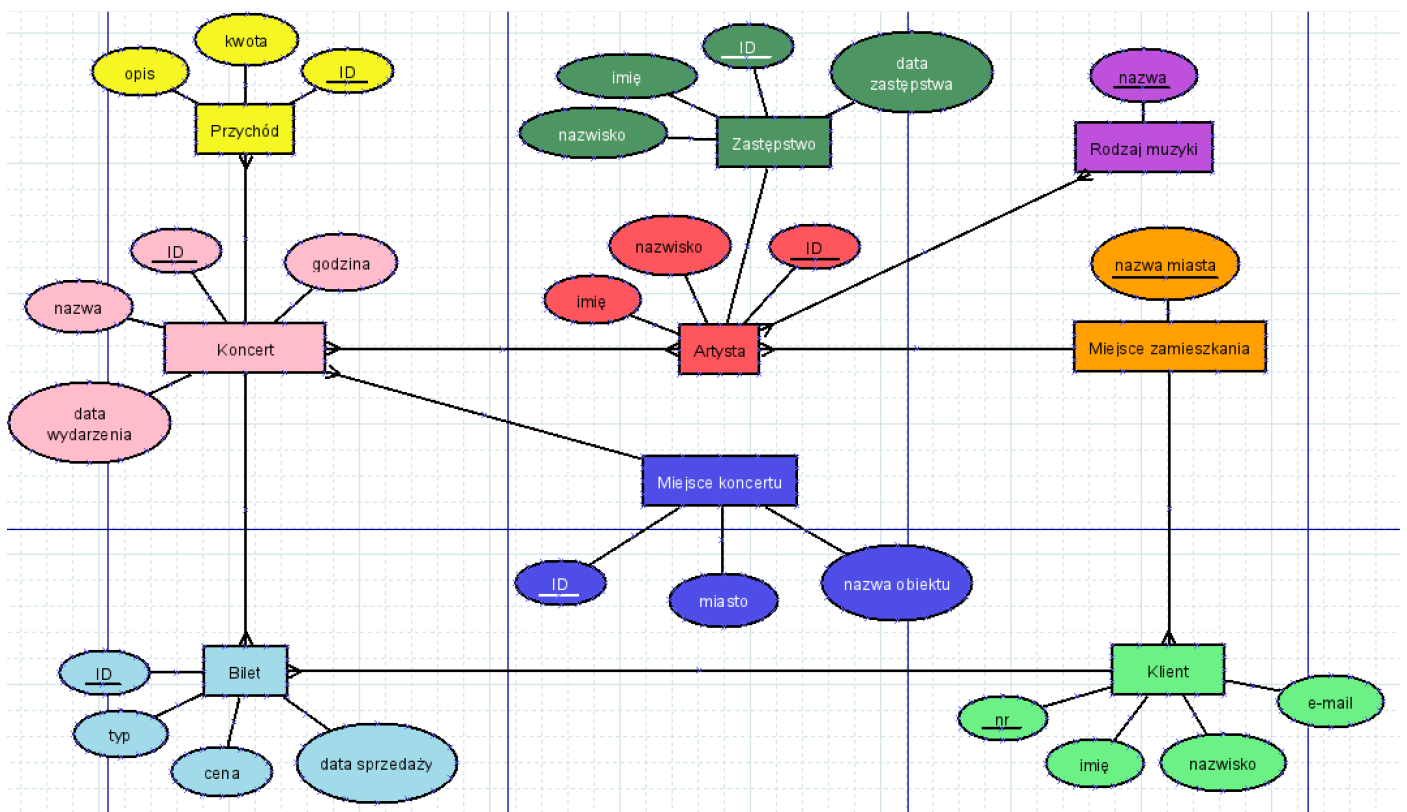 kwota
opis
ID
Przychód
ID
imię
data
zastępstwa
nazwisko
Zastępstwo
nazwa
Rodzaj muzyki
ID
godzina
nazwa
Koncert
data
wydarzenia
nazwisko
ID
imię
Artysta
nazwa miasta
Miejsce zamieszkania
Miejsce koncertu
ID
miasto
nazwa obiektu
ID
Bilet
typ
cena
data sprzedaży
Klient
nr
imię
nazwisko
e-mail